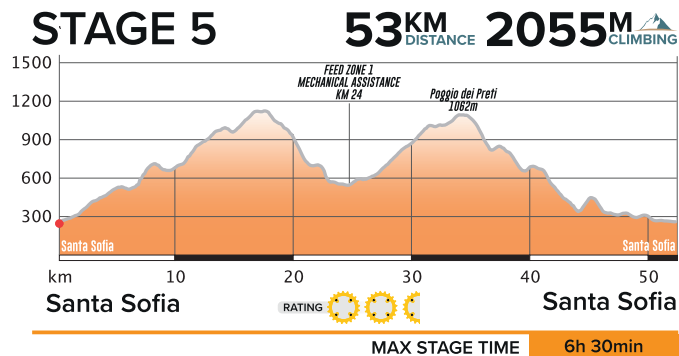 STAGE 5
53KM DISTANCE
2055M CLIMBING
1500
1200
900
600
300
FEED ZONE 1
MECHANICAL ASSISTANCE
KM 24
Poggio dei Preti
1062m
Santa Sofia
Santa Sofia
km 10 20 30 40 50
Santa Sofia
RATING
Santa Sofia
MAX STAGE TIME 6h 30min